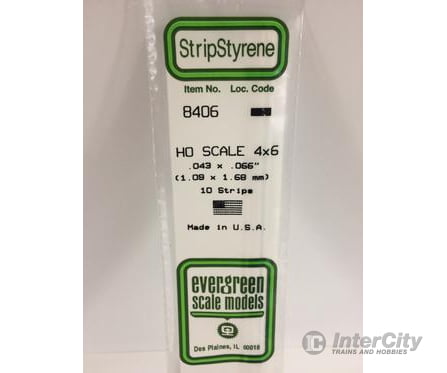 StripStyrene
Item No. Loc. Code
8406
HO SCALE 4x6
.043 x .066"
(1.09 x 1.68 mm)
10 Strips
Made in U.S.A.
evergreen
scale models
Des Plaines, IL 60018
InterCity
TRAINS AND HOBBIES